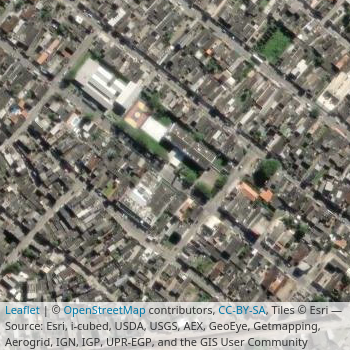 Leaflet | © OpenStreetMap contributors, CC-BY-SA, Tiles © Esri —
Source: Esri, i-cubed, USDA, USGS, AEX, GeoEye, Getmapping,
Aerogrid, IGN, IGP, UPR-EGP, and the GIS User Community